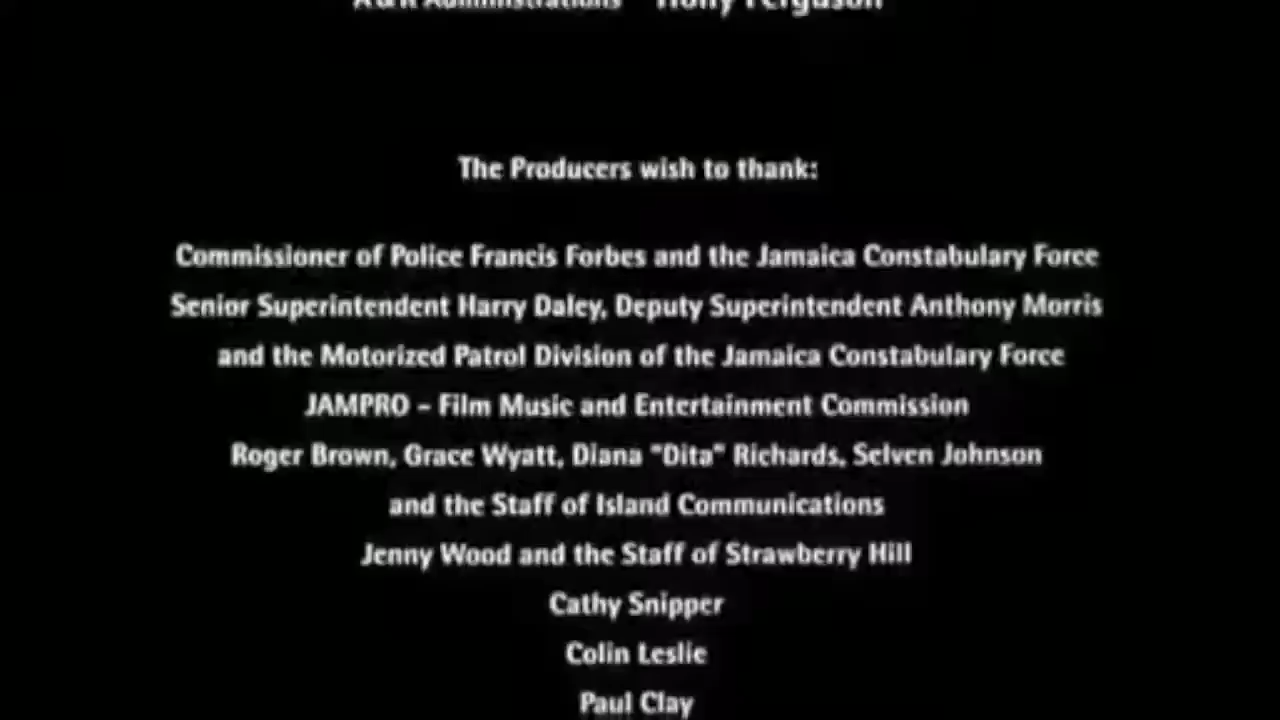 A & R Administrations Holly Ferguson
The Producers wish to thank:
Commissioner of Police Francis Forbes and the Jamaica Constabulary Force
Senior Superintendent Harry Daley, Deputy Superintendent Anthony Morris
and the Motorized Patrol Division of the Jamaica Constabulary Force
JAMPRO – Film Music and Entertainment Commission
Roger Brown, Grace Wyatt, Diana "Dita" Richards, Selven Johnson
and the Staff of Island Communications
Jenny Wood and the Staff of Strawberry Hill
Cathy Snipper
Colin Leslie
Paul Clay